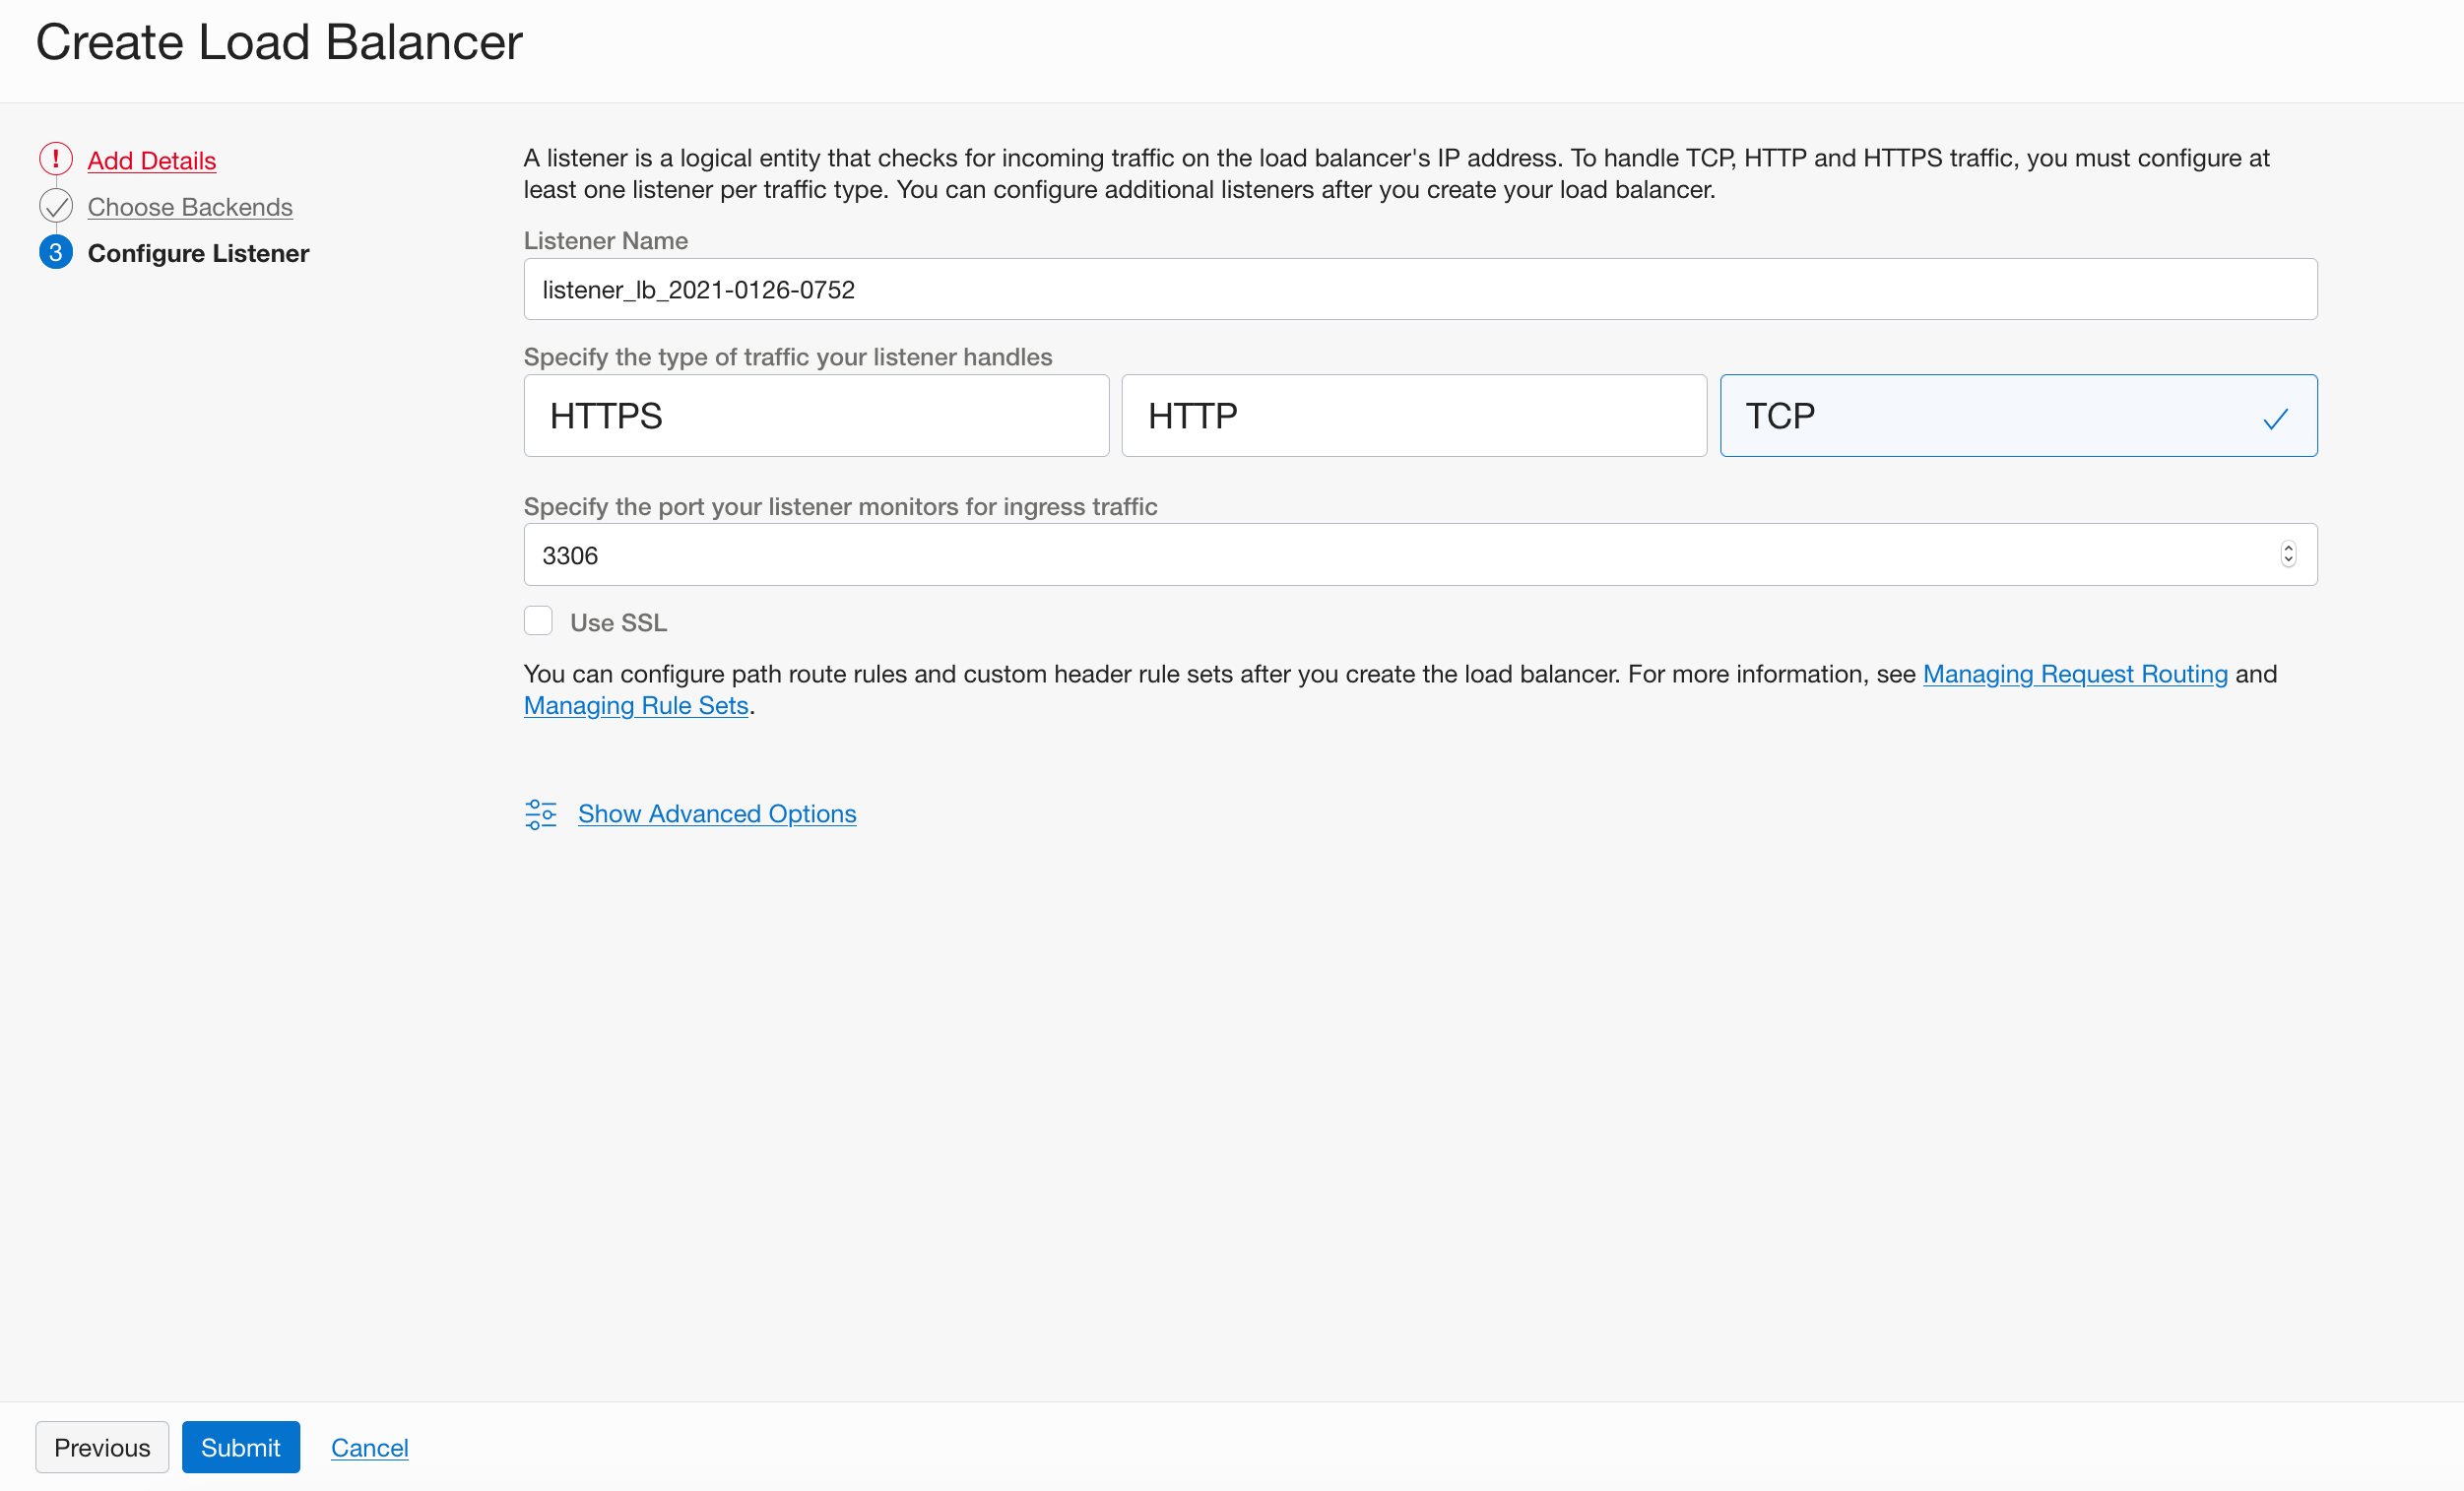 Create Load Balancer
! Add Details
Choose Backends
3 Configure Listener
A listener is a logical entity that checks for incoming traffic on the load balancer's IP address. To handle TCP, HTTP and HTTPS traffic, you must configure at
least one listener per traffic type. You can configure additional listeners after you create your load balancer.
Listener Name
listener_lb_2021-0126-0752
Specify the type of traffic your listener handles
HTTPS HTTP TCP
Specify the port your listener monitors for ingress traffic
3306
Use SSL
You can configure path route rules and custom header rule sets after you create the load balancer. For more information, see Managing Request Routing and
Managing Rule Sets.
Show Advanced Options
Previous Submit Cancel